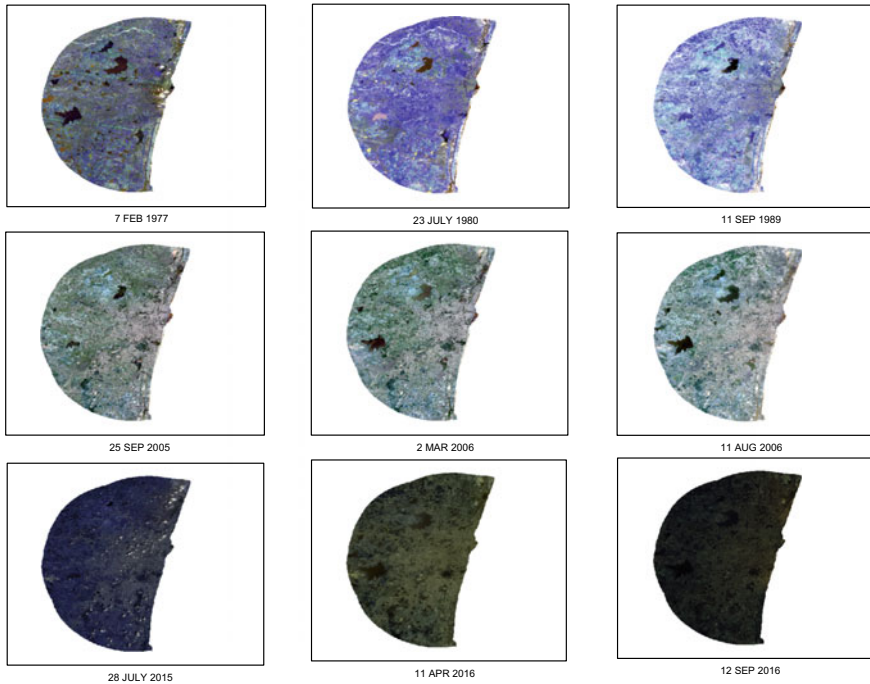 7 FEB 1977
23 JULY 1980
11 SEP 1989
25 SEP 2005
2 MAR 2006
11 AUG 2006
28 JULY 2015
11 APR 2016
12 SEP 2016